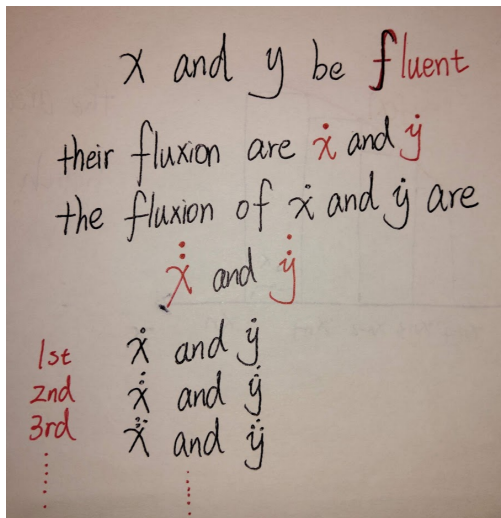 x and y be fluent
their fluxion are ẋ and ẏ
the fluxion of ẋ and ẏ are
ẍ and ÿ
1st ẋ and ẏ
2nd ẍ and ÿ
3rd x⃛ and y⃛